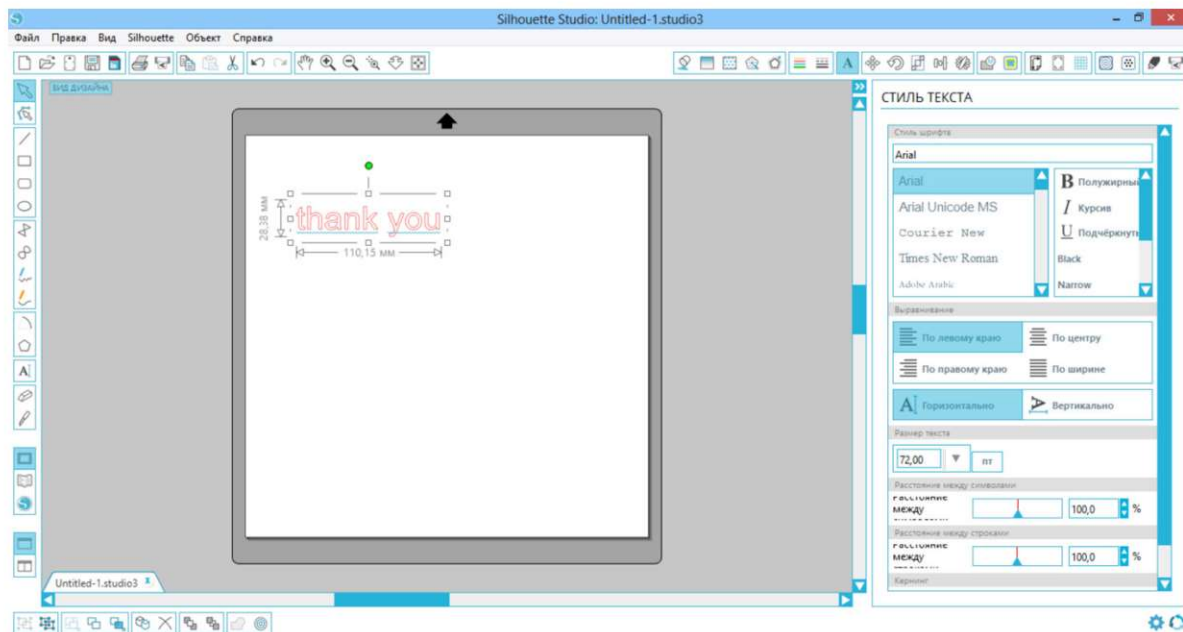 Silhouette Studio: Untitled-1.studio3
Файл Правка Вид Silhouette Объект Справка
ВИД ДИЗАЙНА
28,38 мм
thank you
110,15 мм
Untitled-1.studio3
СТИЛЬ ТЕКСТА
Стиль шрифта
Arial
Arial
Arial Unicode MS
Courier New
Times New Roman
Adobe Arabic
B Полужирный
I Курсив
U Подчёркнуть
Black
Narrow
Выравнивание
По левому краю
По центру
По правому краю
По ширине
Горизонтально
Вертикально
Размер текста
72,00
пт
Расстояние между символами
Расстояние
между
100,0 %
Расстояние между строками
Расстояние
между
100,0 %
Кернинг